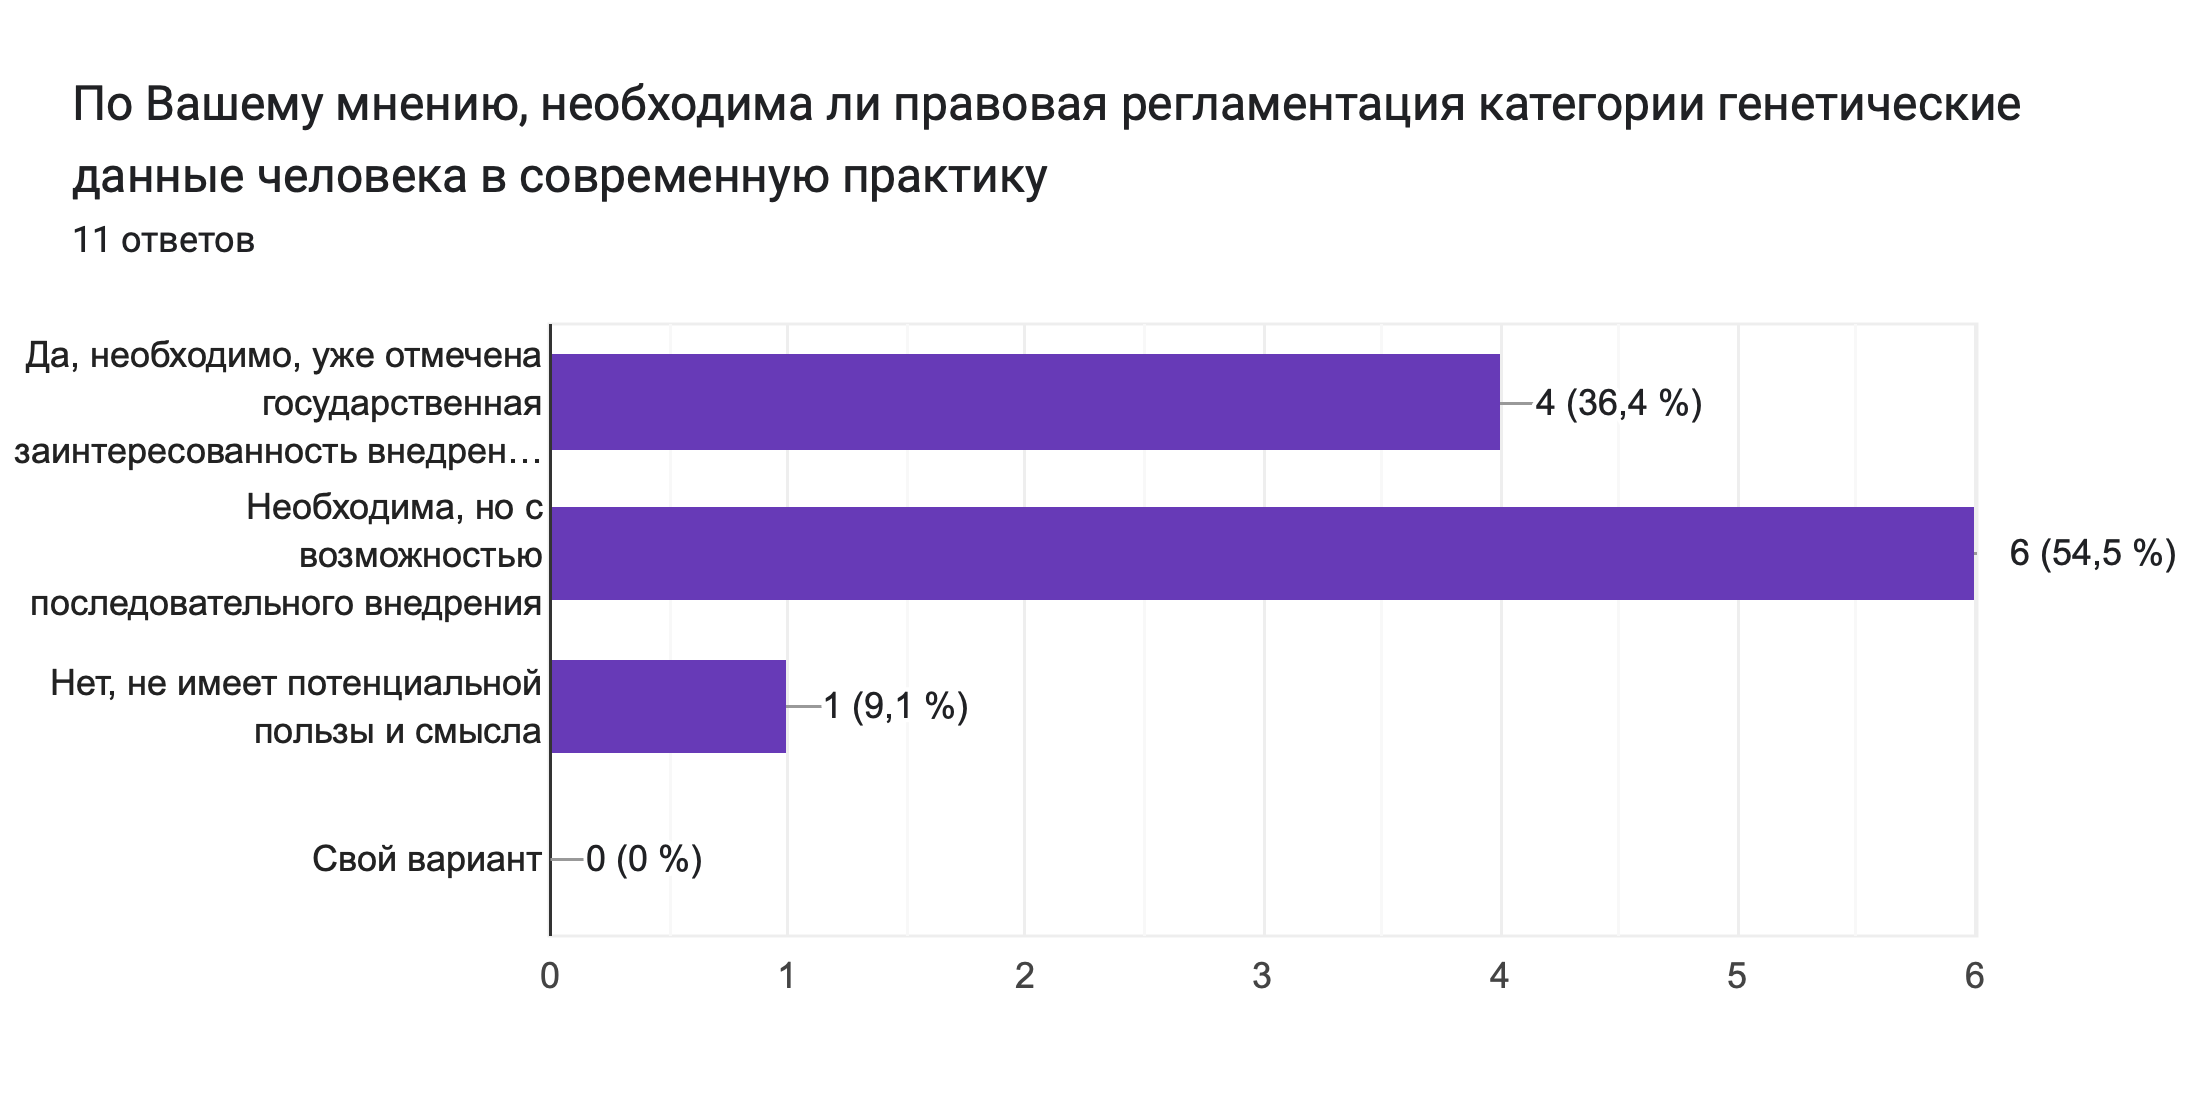 По Вашему мнению, необходима ли правовая регламентация категории генетические
данные человека в современную практику
11 ответов
Да, необходимо, уже отмечена
государственная
заинтересованность внедрен…
4 (36,4 %)
Необходима, но с
возможностью
последовательного внедрения
6 (54,5 %)
Нет, не имеет потенциальной
пользы и смысла
1 (9,1 %)
Свой вариант
0 (0 %)
0 1 2 3 4 5 6